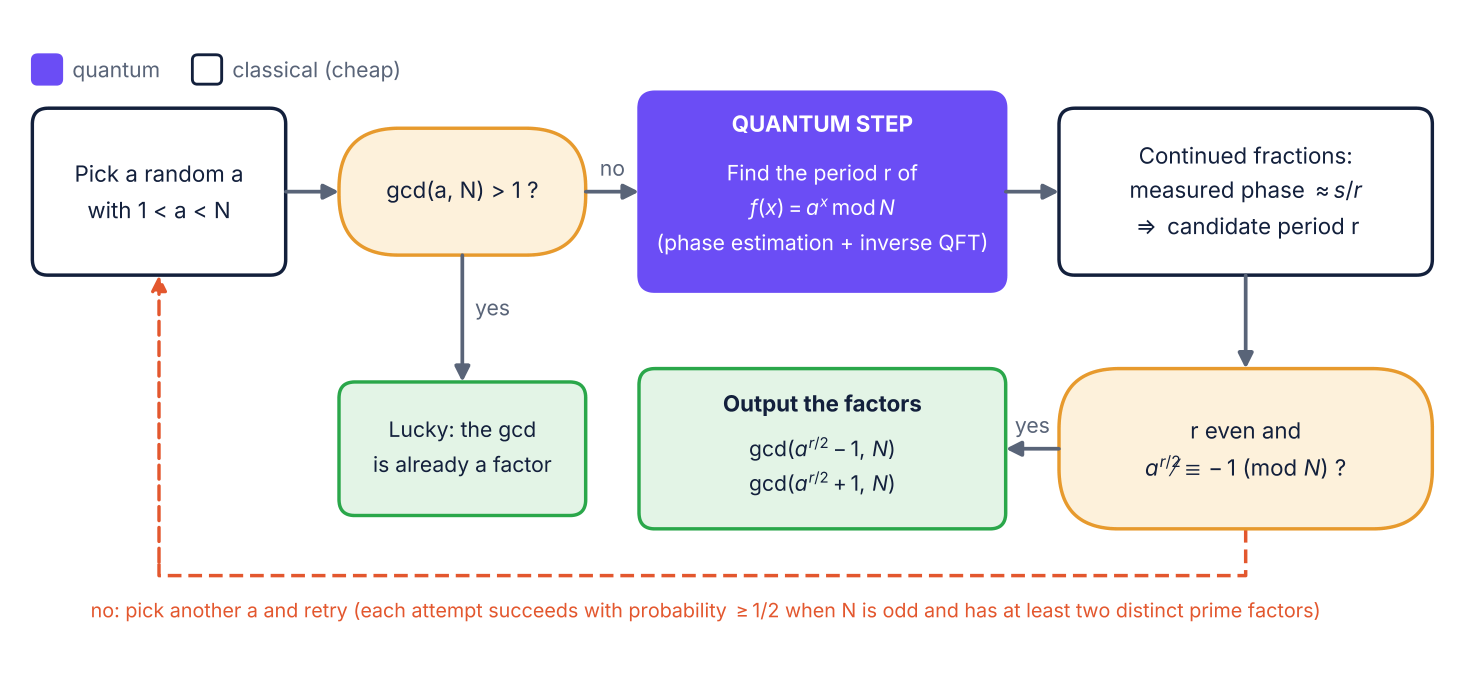 quantum
classical (cheap)
Pick a random a
with 1 < a < N
gcd(a, N) > 1 ?
no
QUANTUM STEP
Find the period r of
f(x) = aˣ mod N
(phase estimation + inverse QFT)
Continued fractions:
measured phase ≈ s/r
⇒ candidate period r
yes
Lucky: the gcd
is already a factor
Output the factors
gcd(a^{r/2} − 1, N)
gcd(a^{r/2} + 1, N)
yes
r even and
a^{r/2} ≢ −1 (mod N) ?
no: pick another a and retry (each attempt succeeds with probability ≥ 1/2 when N is odd and has at least two distinct prime factors)